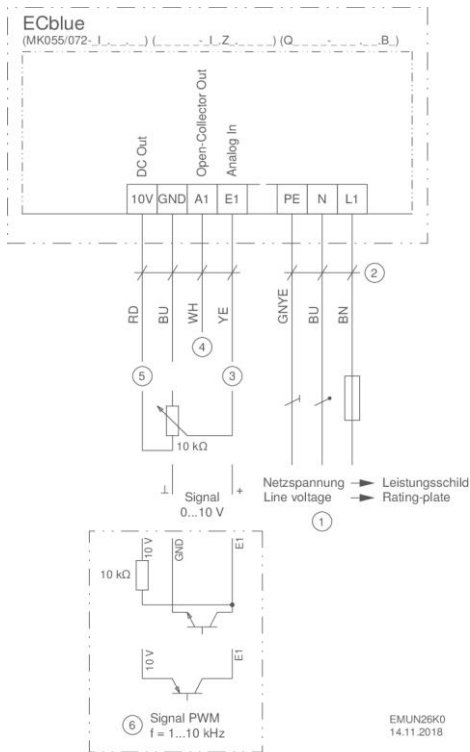 ECblue
(MK055/072-_I_._ _._ _) (_ _ _ _-_I_Z_._ _ _ _) (Q_ _ _ _-_ _ _._ _B_)
DC Out
Open-Collector Out
Analog In
10V GND A1 E1 PE N L1
2
RD BU WH YE GNYE BU BN
4
5
3
10 kΩ
Netzspannung Leistungsschild
Line voltage Rating-plate
⊥ Signal +
0...10 V
1
10 V GND E1
10 kΩ
10 V E1
6 Signal PWM
f = 1...10 kHz
EMUN26K0
14.11.2018